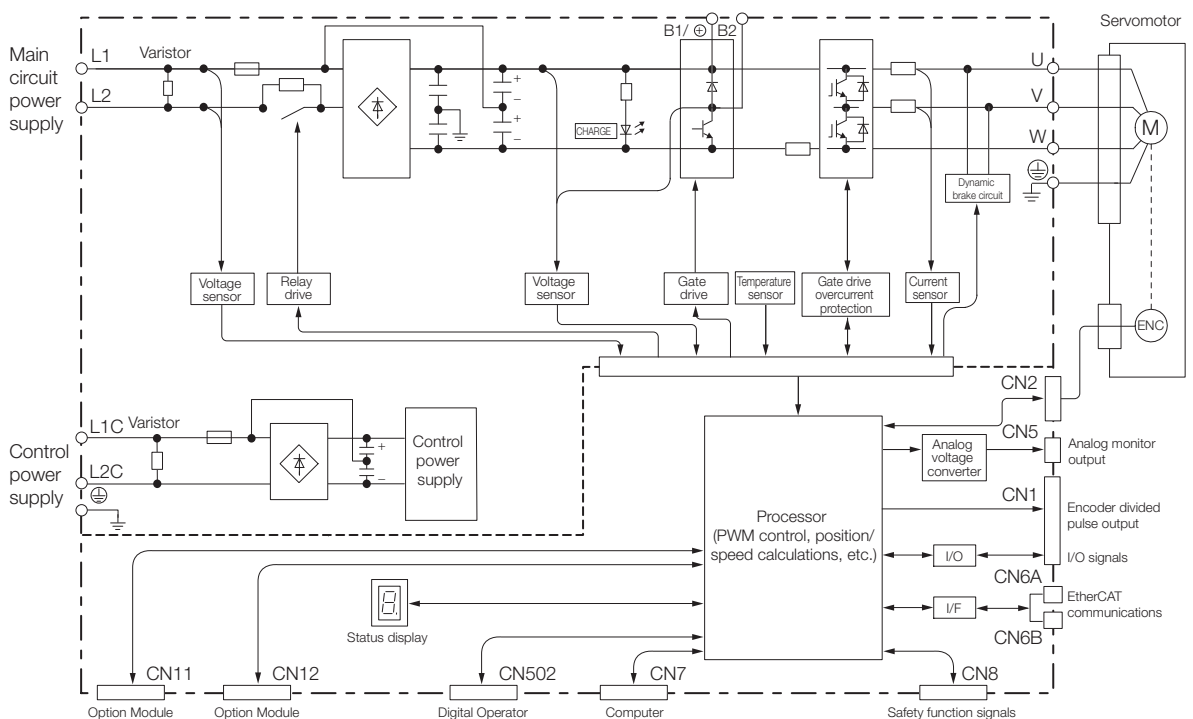 Servomotor
B1/ ⊕
B2
Main
circuit
power
supply
L1
Varistor
L2
CHARGE
+
−
+
−
U
V
W
M
Dynamic
brake circuit
Voltage
sensor
Relay
drive
Voltage
sensor
Gate
drive
Temperature
sensor
Gate drive
overcurrent
protection
Current
sensor
ENC
CN2
L1C
Varistor
Control
power
supply
L2C
+
−
Control
power
supply
CN5
Analog
voltage
converter
Analog monitor
output
CN1
Processor
(PWM control, position/
speed calculations, etc.)
Encoder divided
pulse output
I/O
I/O signals
CN6A
I/F
EtherCAT
communications
CN6B
8.
Status display
CN11
CN12
CN502
CN7
CN8
Option Module
Option Module
Digital Operator
Computer
Safety function signals